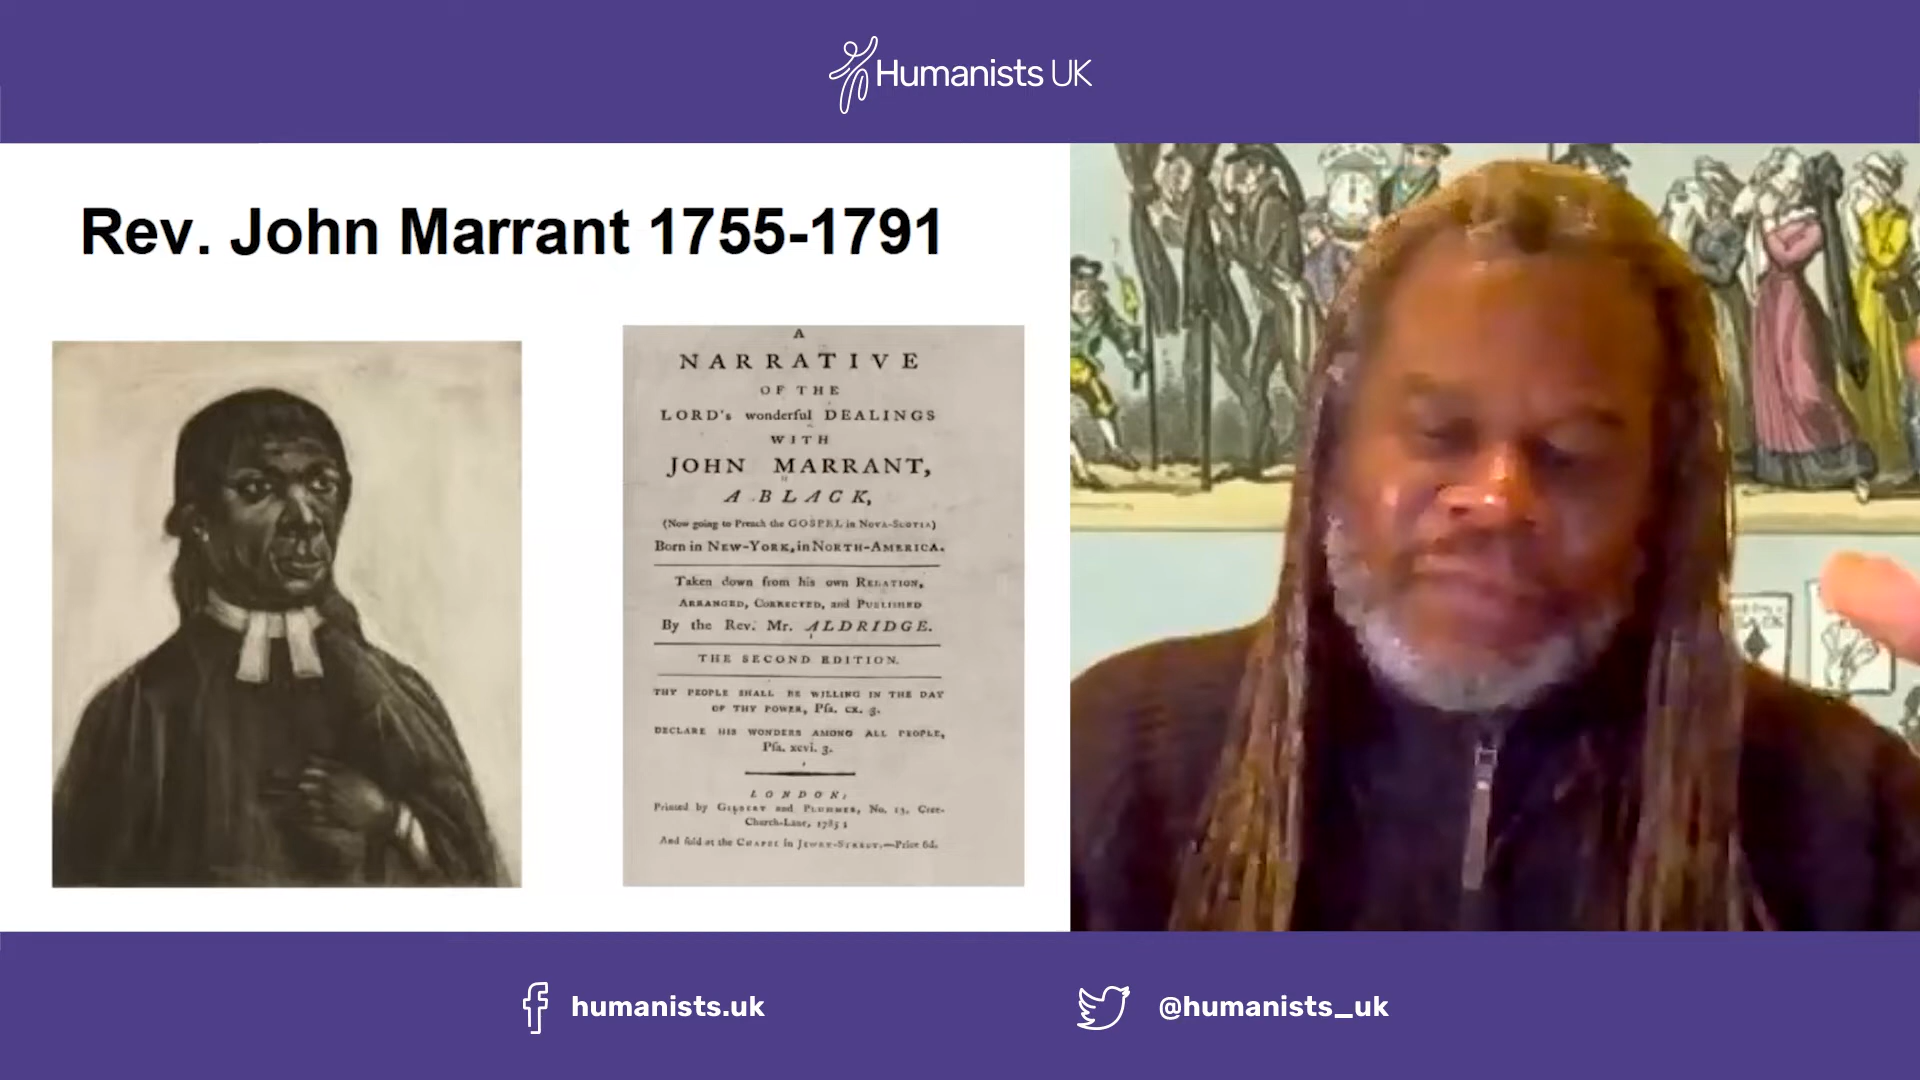 Humanists UK
Rev. John Marrant 1755-1791
A
NARRATIVE
OF THE
LORD's wonderful DEALINGS
WITH
JOHN MARRANT,
A BLACK,
(Now going to Preach the GOSPEL in NOVA-SCOTIA)
Born in NEW-YORK, in NORTH-AMERICA.
Taken down from his own RELATION,
ARRANGED, CORRECTED, and PUBLISHED
By the Rev. Mr. ALDRIDGE.
THE SECOND EDITION.
THY PEOPLE SHALL BE WILLING IN THE DAY
OF THY POWER, Pſa. cx. 3.
DECLARE HIS WONDERS AMONG ALL PEOPLE,
Pſa. xcvi. 3.
LONDON:
Printed by GILBERT and PLUMMER, No. 13, Cree-
Church-Lane, 1785;
And ſold at the CHAPEL in JEWRY-STREET.—Price 6d.
humanists.uk
@humanists_uk